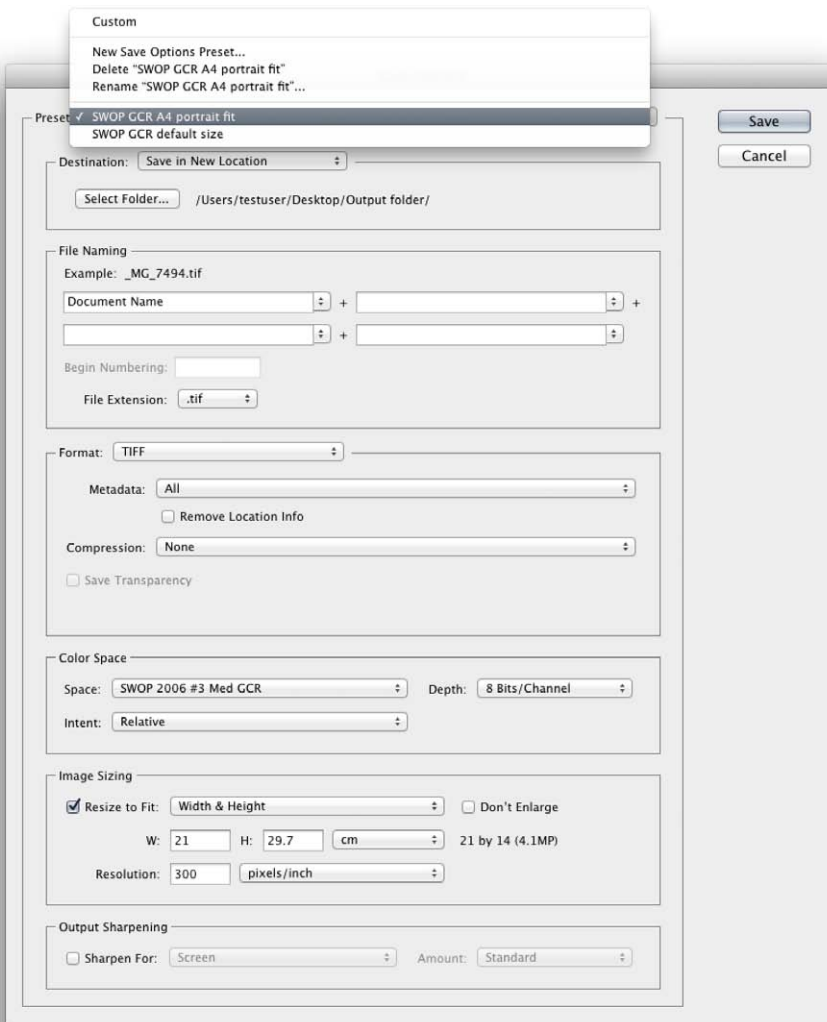 Custom
New Save Options Preset...
Delete “SWOP GCR A4 portrait fit”
Rename “SWOP GCR A4 portrait fit”...
Preset ✓ SWOP GCR A4 portrait fit
SWOP GCR default size
Save
Cancel
Destination: Save in New Location
Select Folder... /Users/testuser/Desktop/Output folder/
File Naming
Example: _MG_7494.tif
Document Name + +
+
Begin Numbering:
File Extension: .tif
Format: TIFF
Metadata: All
Remove Location Info
Compression: None
Save Transparency
Color Space
Space: SWOP 2006 #3 Med GCR Depth: 8 Bits/Channel
Intent: Relative
Image Sizing
Resize to Fit: Width & Height Don't Enlarge
W: 21 H: 29.7 cm 21 by 14 (4.1MP)
Resolution: 300 pixels/inch
Output Sharpening
Sharpen For: Screen Amount: Standard